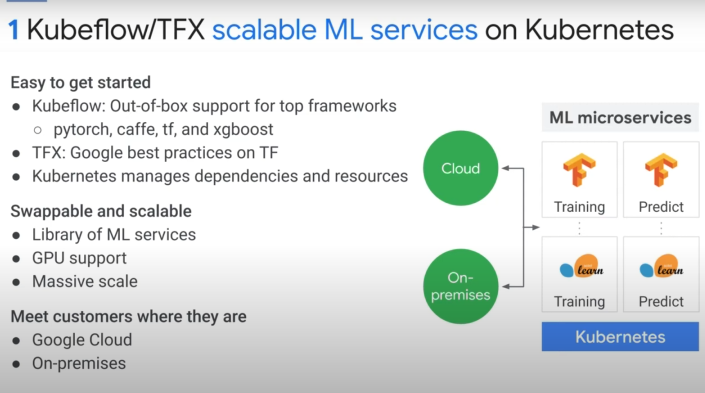 1 Kubeflow/TFX scalable ML services on Kubernetes
Easy to get started
● Kubeflow: Out-of-box support for top frameworks
○ pytorch, caffe, tf, and xgboost
● TFX: Google best practices on TF
● Kubernetes manages dependencies and resources
Swappable and scalable
● Library of ML services
● GPU support
● Massive scale
Meet customers where they are
● Google Cloud
● On-premises
Cloud
On-
premises
ML microservices
Training
Predict
learn
learn
Training
Predict
Kubernetes